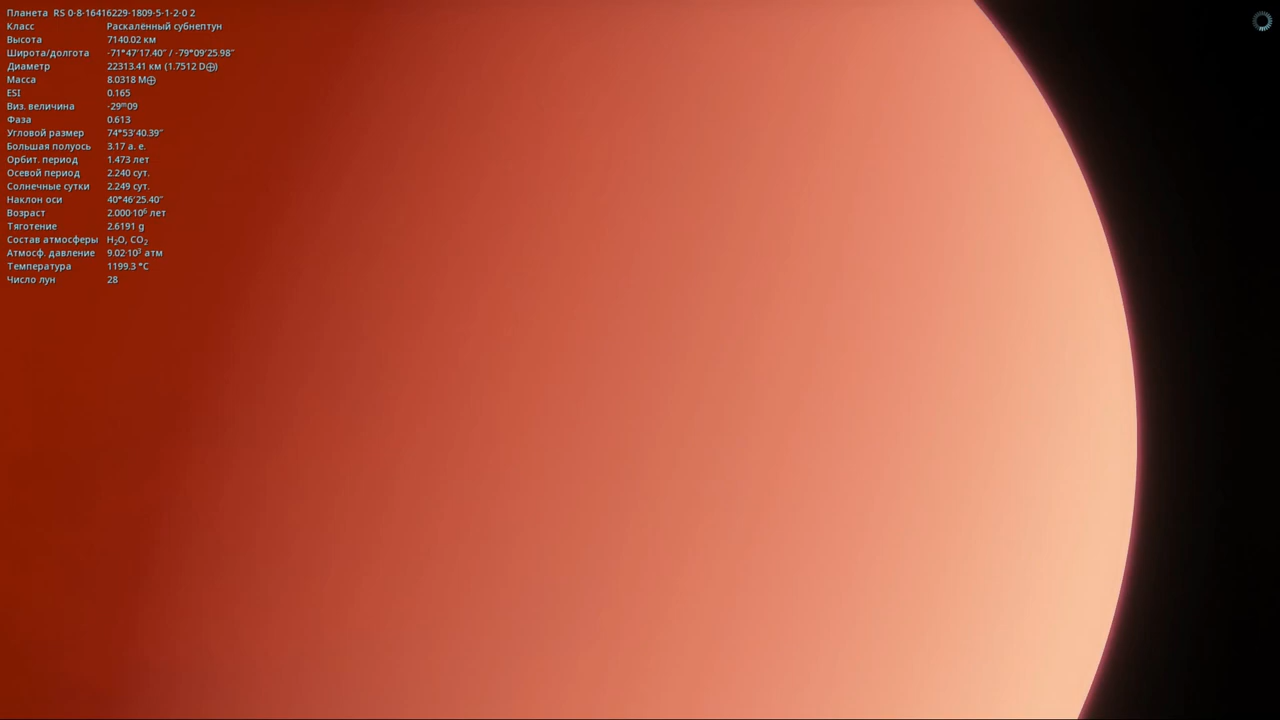 Планета RS 0-8-16416229-1809-5-1-2-0 2
Класс Раскалённый субнептун
Высота 7140.02 км
Широта/долгота -71°47′17.40″ / -79°09′25.98″
Диаметр 22313.41 км (1.7512 D⊕)
Масса 8.0318 M⊕
ESI 0.165
Виз. величина -29ᵐ09
Фаза 0.613
Угловой размер 74°53′40.39″
Большая полуось 3.17 а. е.
Орбит. период 1.473 лет
Осевой период 2.240 сут.
Солнечные сутки 2.249 сут.
Наклон оси 40°46′25.40″
Возраст 2.000·10⁶ лет
Тяготение 2.6191 g
Состав атмосферы H₂O, CO₂
Атмосф. давление 9.02·10³ атм
Температура 1199.3 °C
Число лун 28